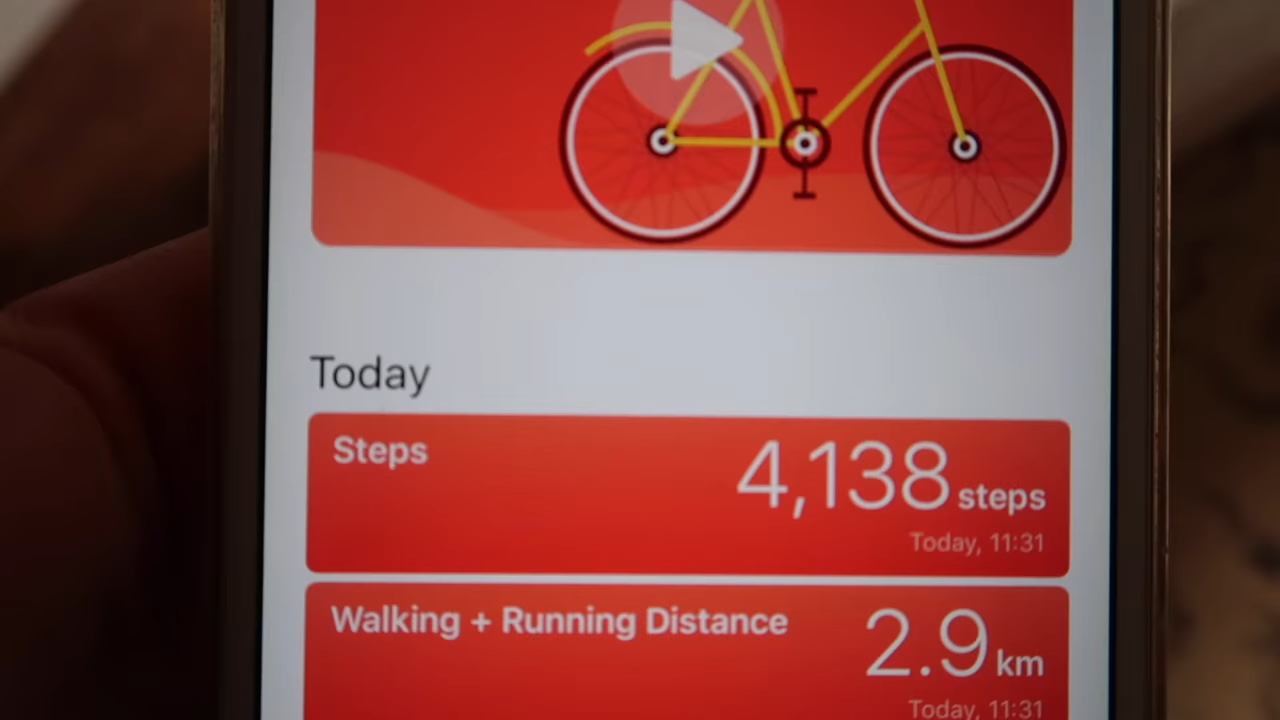 Today
Steps
4,138 steps
Today, 11:31
Walking + Running Distance
2.9 km
Today, 11:31